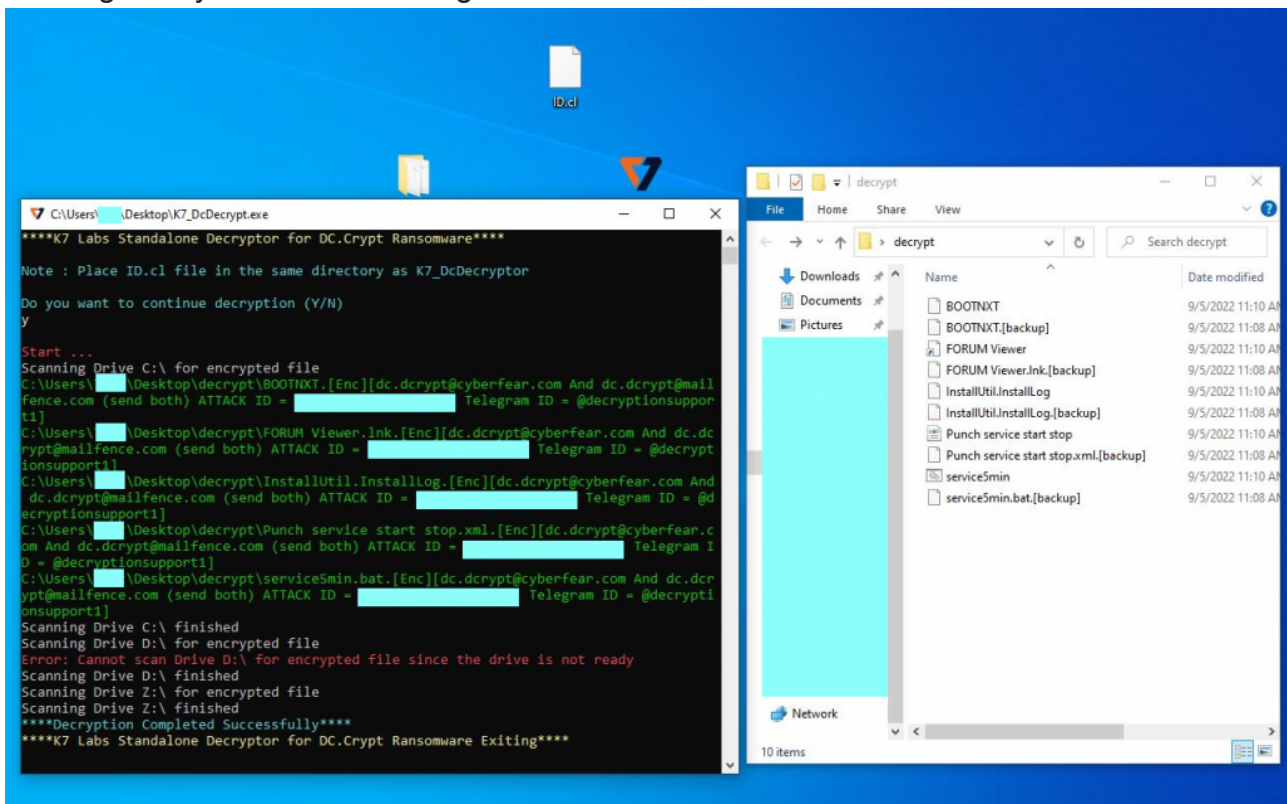 ID.cl
C:\Users\ \Desktop\K7_DcDecrypt.exe
****K7 Labs Standalone Decryptor for DC.Crypt Ransomware****
Note : Place ID.cl file in the same directory as K7_DcDecryptor
Do you want to continue decryption (Y/N)
y
Start ...
Scanning Drive C:\ for encrypted file
C:\Users\ \Desktop\decrypt\BOOTNXT.[Enc][dc.dcrypt@cyberfear.com And dc.dcrypt@mail
fence.com (send both) ATTACK ID = Telegram ID = @decryptionsuppor
t1]
C:\Users\ \Desktop\decrypt\FORUM Viewer.lnk.[Enc][dc.dcrypt@cyberfear.com And dc.dc
rypt@mailfence.com (send both) ATTACK ID = Telegram ID = @decrypt
ionsupport1]
C:\Users\ \Desktop\decrypt\InstallUtil.InstallLog.[Enc][dc.dcrypt@cyberfear.com And
dc.dcrypt@mailfence.com (send both) ATTACK ID = Telegram ID = @d
ecryptionsupport1]
C:\Users\ \Desktop\decrypt\Punch service start stop.xml.[Enc][dc.dcrypt@cyberfear.c
om And dc.dcrypt@mailfence.com (send both) ATTACK ID = Telegram I
D = @decryptionsupport1]
C:\Users\ \Desktop\decrypt\service5min.bat.[Enc][dc.dcrypt@cyberfear.com And dc.dcr
ypt@mailfence.com (send both) ATTACK ID = Telegram ID = @decrypti
onsupport1]
Scanning Drive C:\ finished
Scanning Drive D:\ for encrypted file
Error: Cannot scan Drive D:\ for encrypted file since the drive is not ready
Scanning Drive D:\ finished
Scanning Drive Z:\ for encrypted file
Scanning Drive Z:\ finished
****Decryption Completed Successfully****
****K7 Labs Standalone Decryptor for DC.Crypt Ransomware Exiting****
decrypt
File Home Share View
decrypt Search decrypt
Downloads
Documents
Pictures
Network
Name Date modified
BOOTNXT 9/5/2022 11:10 AM
BOOTNXT.[backup] 9/5/2022 11:08 AM
FORUM Viewer 9/5/2022 11:10 AM
FORUM Viewer.lnk.[backup] 9/5/2022 11:08 AM
InstallUtil.InstallLog 9/5/2022 11:10 AM
InstallUtil.InstallLog.[backup] 9/5/2022 11:08 AM
Punch service start stop 9/5/2022 11:10 AM
Punch service start stop.xml.[backup] 9/5/2022 11:08 AM
service5min 9/5/2022 11:10 AM
service5min.bat.[backup] 9/5/2022 11:08 AM
10 items